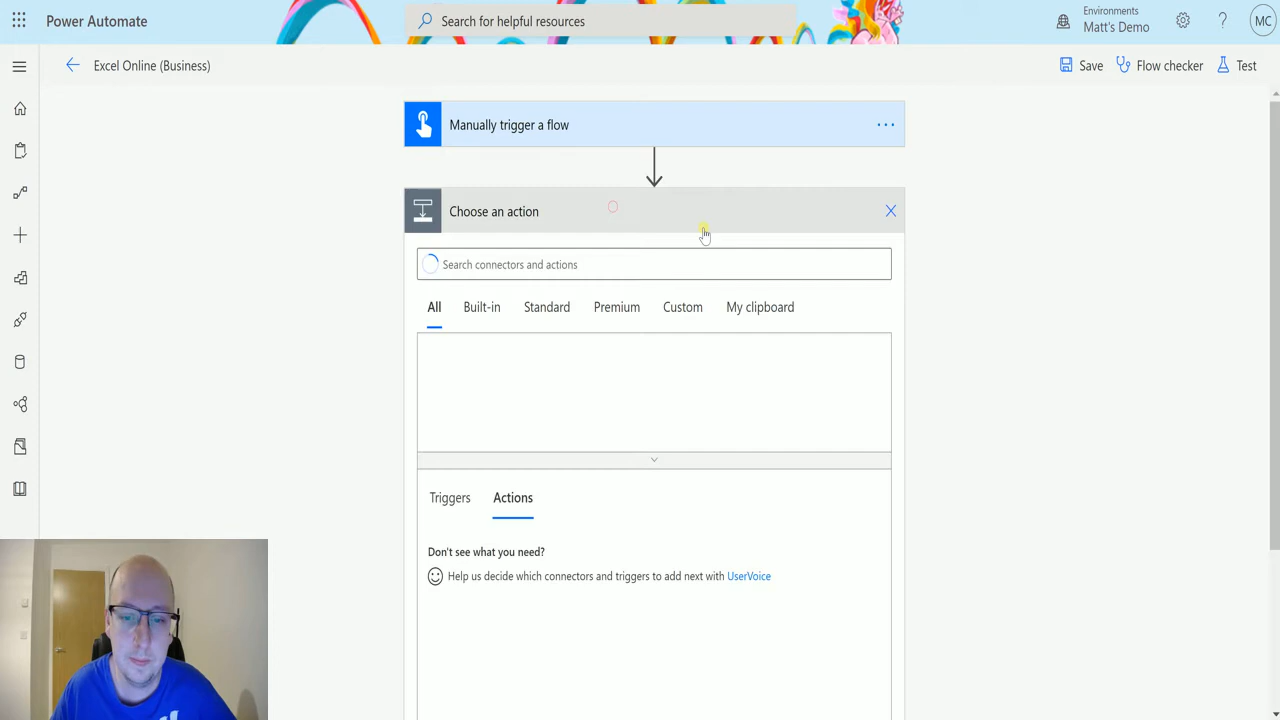 Power Automate
Search for helpful resources
Environments
Matt's Demo
MC
Excel Online (Business)
Save
Flow checker
Test
Manually trigger a flow
Choose an action
Search connectors and actions
All Built-in Standard Premium Custom My clipboard
Triggers Actions
Don't see what you need?
Help us decide which connectors and triggers to add next with UserVoice